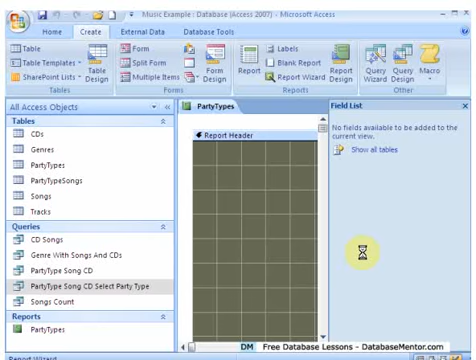 Music Example : Database (Access 2007) - Microsoft Access
Home Create External Data Database Tools
Table
Table Templates
SharePoint Lists
Table Design
Tables
Form
Split Form
Multiple Items
Form Design
Forms
Report
Labels
Blank Report
Report Wizard
Report Design
Reports
Query Wizard
Query Design
Macro
Other
All Access Objects
Tables
CDs
Genres
PartyTypes
PartyTypeSongs
Songs
Tracks
Queries
CD Songs
Genre With Songs And CDs
PartyType Song CD
PartyType Song CD Select Party Type
Songs Count
Reports
PartyTypes
PartyTypes
Report Header
Field List
No fields available to be added to the
current view.
Show all tables
DM Free Database Lessons - DatabaseMentor.com
Report Wizard